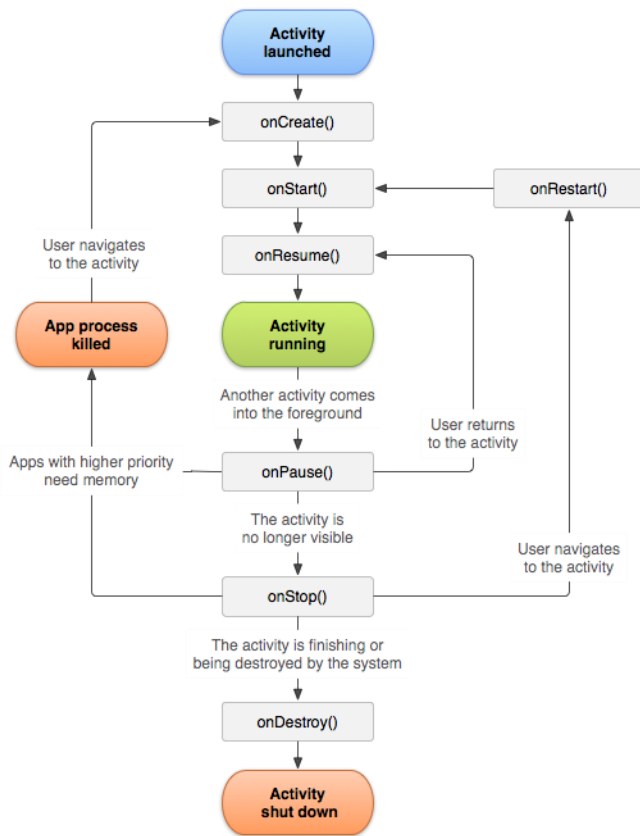 Activity
launched
onCreate()
onStart()
onRestart()
User navigates
to the activity
onResume()
App process
killed
Activity
running
Another activity comes
into the foreground
User returns
to the activity
Apps with higher priority
need memory
onPause()
The activity is
no longer visible
User navigates
to the activity
onStop()
The activity is finishing or
being destroyed by the system
onDestroy()
Activity
shut down